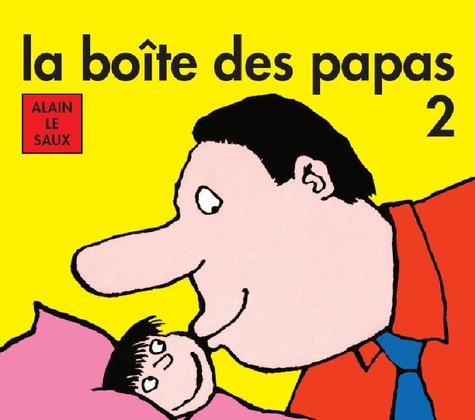 la boîte des papas
2
ALAIN
LE
SAUX